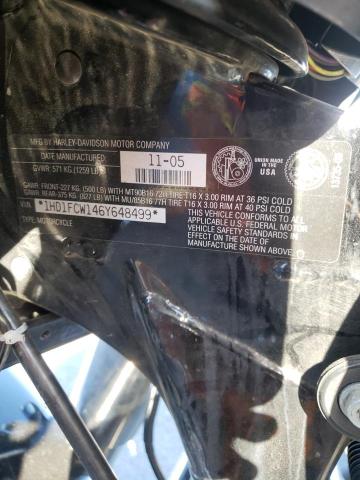 MFG BY HARLEY-DAVIDSON MOTOR COMPANY
DATE OF MFG 11-05
GVWR: 571 KG (1259 LB)
MADE IN THE USA
GAWR: FRONT-227 KG (500 LB) WITH MT90B16 72H TIRE T16 X 3.00 RIM AT 36 PSI COLD
GAWR: REAR-375 KG (827 LB) WITH MU85B16 77H TIRE T16 X 3.00 RIM AT 40 PSI COLD
VIN: *1HD1FCW146Y648499*
THIS VEHICLE CONFORMS TO ALL
APPLICABLE U.S. FEDERAL MOTOR
VEHICLE SAFETY STANDARDS IN
EFFECT ON THE DATE OF
MANUFACTURE SHOWN ABOVE.
TYPE: MOTORCYCLE